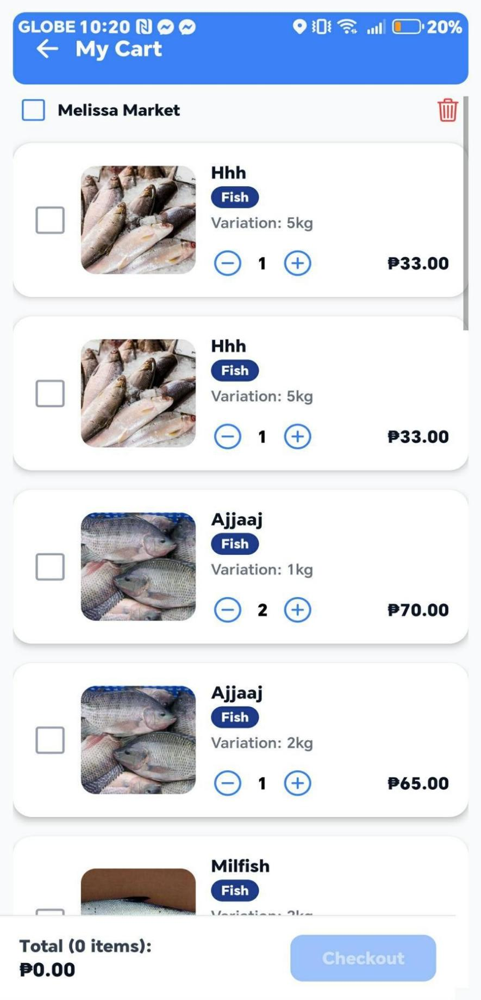 GLOBE 10:20 20%
My Cart
Melissa Market
Hhh
Fish
Variation: 5kg
1 ₱33.00
Hhh
Fish
Variation: 5kg
1 ₱33.00
Ajjaaj
Fish
Variation: 1kg
2 ₱70.00
Ajjaaj
Fish
Variation: 2kg
1 ₱65.00
Milfish
Fish
Total (0 items):
₱0.00
Checkout